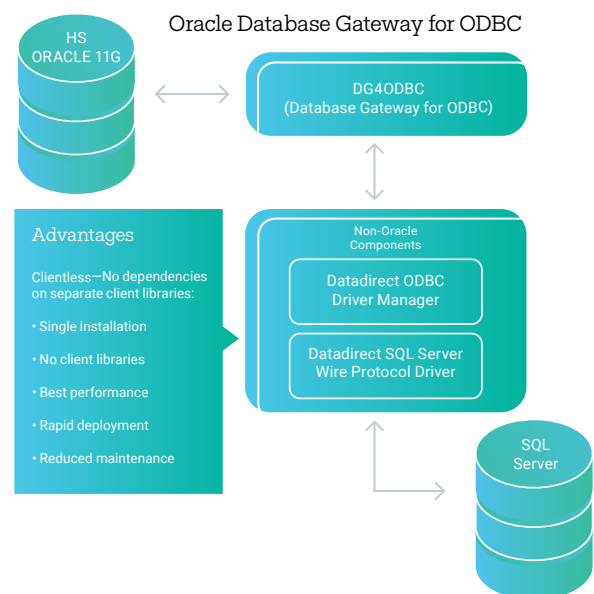 Oracle Database Gateway for ODBC
HS
ORACLE 11G
DG4ODBC
(Database Gateway for ODBC)
Advantages
Clientless—No dependencies
on separate client libraries:
• Single installation
• No client libraries
• Best performance
• Rapid deployment
• Reduced maintenance
Non-Oracle
Components
Datadirect ODBC
Driver Manager
Datadirect SQL Server
Wire Protocol Driver
SQL
Server